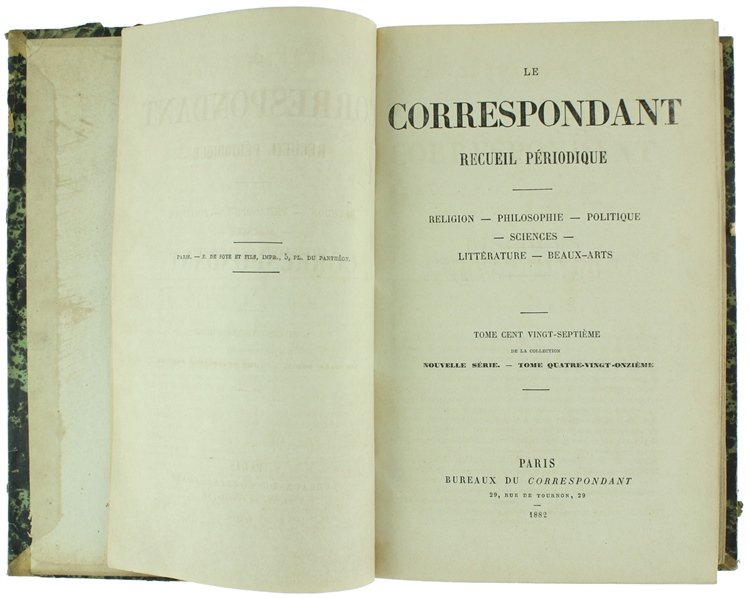 PARIS. — E. DE SOYE ET FILS, IMPR., 5, PL. DU PANTHÉON.
LE
CORRESPONDANT
RECUEIL PÉRIODIQUE
RELIGION — PHILOSOPHIE — POLITIQUE
— SCIENCES —
LITTÉRATURE — BEAUX-ARTS
TOME CENT VINGT-SEPTIÈME
DE LA COLLECTION
NOUVELLE SÉRIE. — TOME QUATRE-VINGT-ONZIÈME
PARIS
BUREAUX DU CORRESPONDANT
29, RUE DE TOURNON, 29
1882